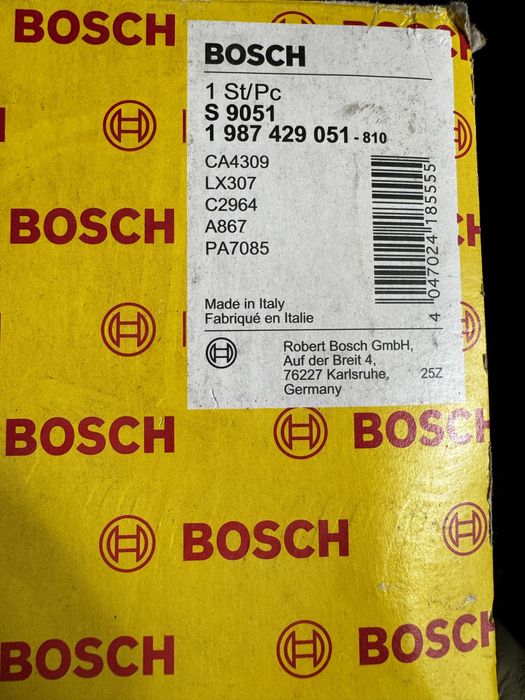 BOSCH
BOSCH
BOSCH
1 St/Pc
S 9051
1 987 429 051 - 810
CA4309
LX307
C2964
A867
PA7085
4 047024 185555
BOSCH
Made in Italy
Fabriqué en Italie
Robert Bosch GmbH,
Auf der Breit 4,
76227 Karlsruhe,
Germany
25Z
BOSCH
BOSCH
BOSCH
BOSCH
BOSCH